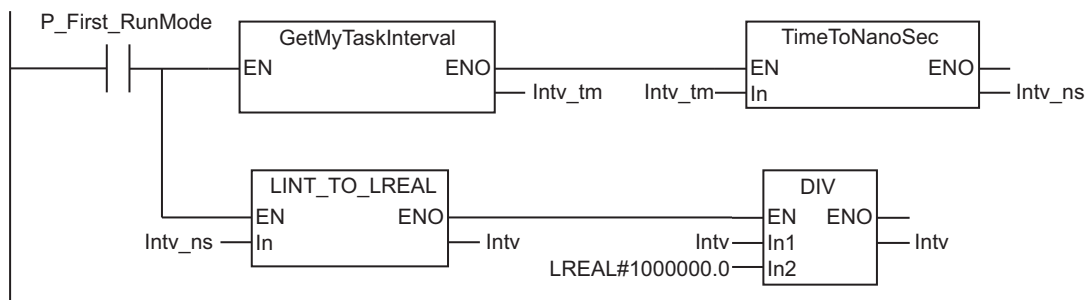 P_First_RunMode
GetMyTaskInterval
TimeToNanoSec
EN ENO EN ENO
Intv_tm Intv_tm In Intv_ns
LINT_TO_LREAL DIV
EN ENO EN ENO
Intv_ns In Intv Intv In1 Intv
LREAL#1000000.0 In2